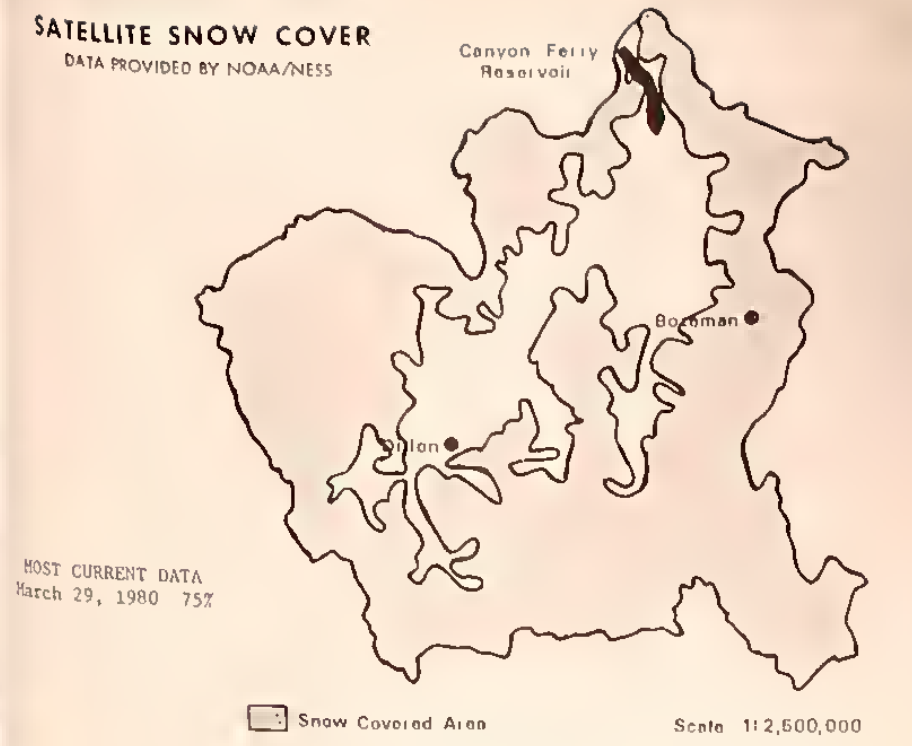 SATELLITE SNOW COVER
DATA PROVIDED BY NOAA/NESS
Canyon Ferry
Reservoir
Bozeman
Dillon
MOST CURRENT DATA
March 29, 1980 75%
Snow Covered Area
Scale 1:2,500,000